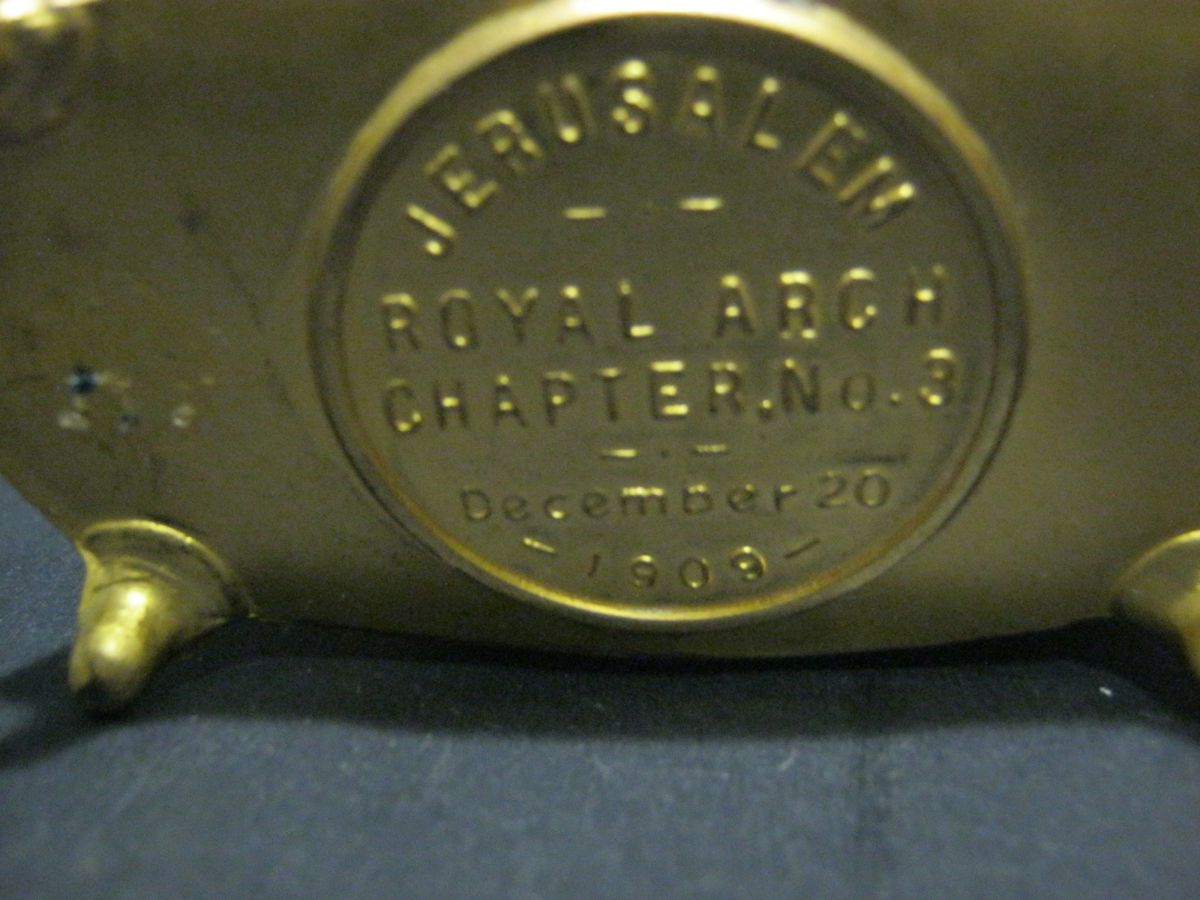 JERUSALEM
ROYAL ARCH
CHAPTER.No.3
December 20
1909